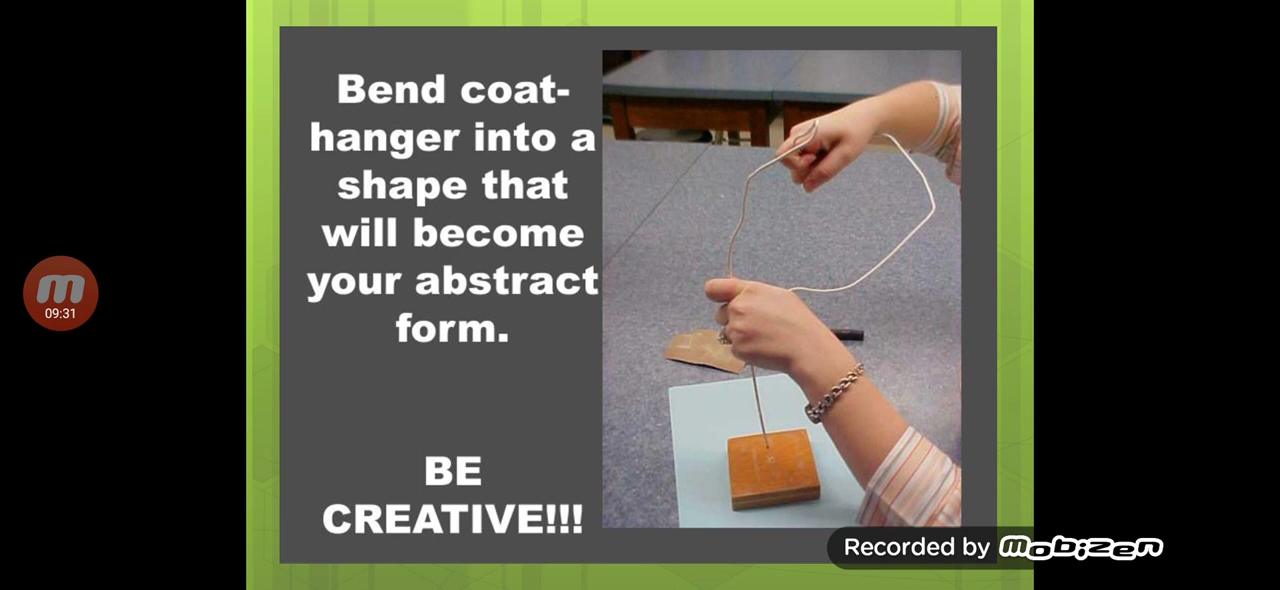 Bend coat-
hanger into a
shape that
will become
your abstract
form.
BE
CREATIVE!!!
09:31
Recorded by mobizen